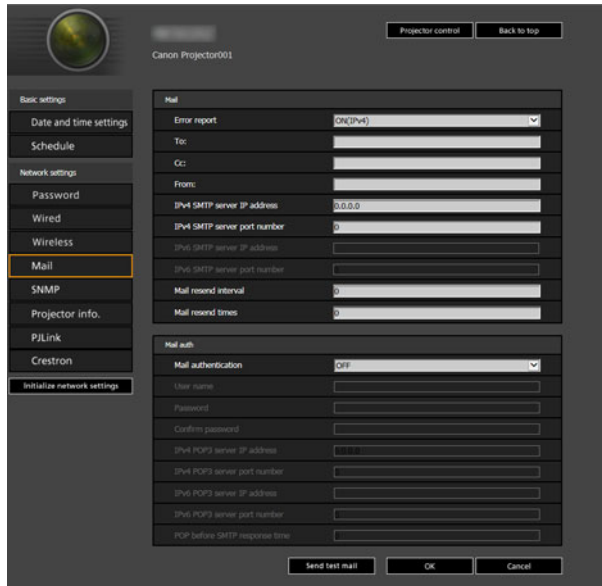 Projector control Back to top
Canon Projector001
Basic settings
Date and time settings
Schedule
Network settings
Password
Wired
Wireless
Mail
SNMP
Projector info.
PJLink
Crestron
Initialize network settings
Mail
Error report ON(IPv4)
To:
Cc:
From:
IPv4 SMTP server IP address 0.0.0.0
IPv4 SMTP server port number 0
IPv6 SMTP server IP address
IPv6 SMTP server port number
Mail resend interval 0
Mail resend times 0
Mail auth
Mail authentication OFF
User name
Password
Confirm password
IPv4 POP3 server IP address 0.0.0.0
IPv4 POP3 server port number
IPv6 POP3 server IP address
IPv6 POP3 server port number
POP before SMTP response time
Send test mail OK Cancel